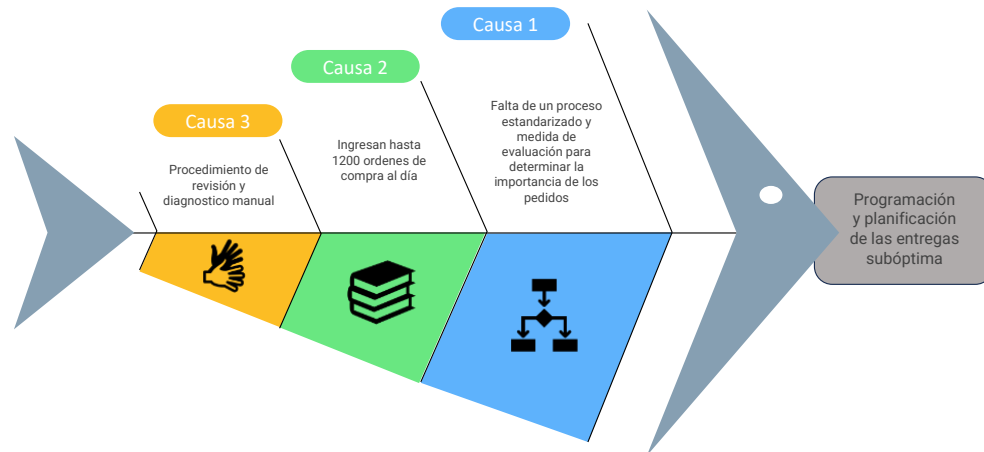 Causa 1
Falta de un proceso
estandarizado y
medida de
evaluación para
determinar la
importancia de los
pedidos
Causa 2
Ingresan hasta
1200 ordenes de
compra al día
Causa 3
Procedimiento de
revisión y
diagnostico manual
Programación
y planificación
de las entregas
subóptima